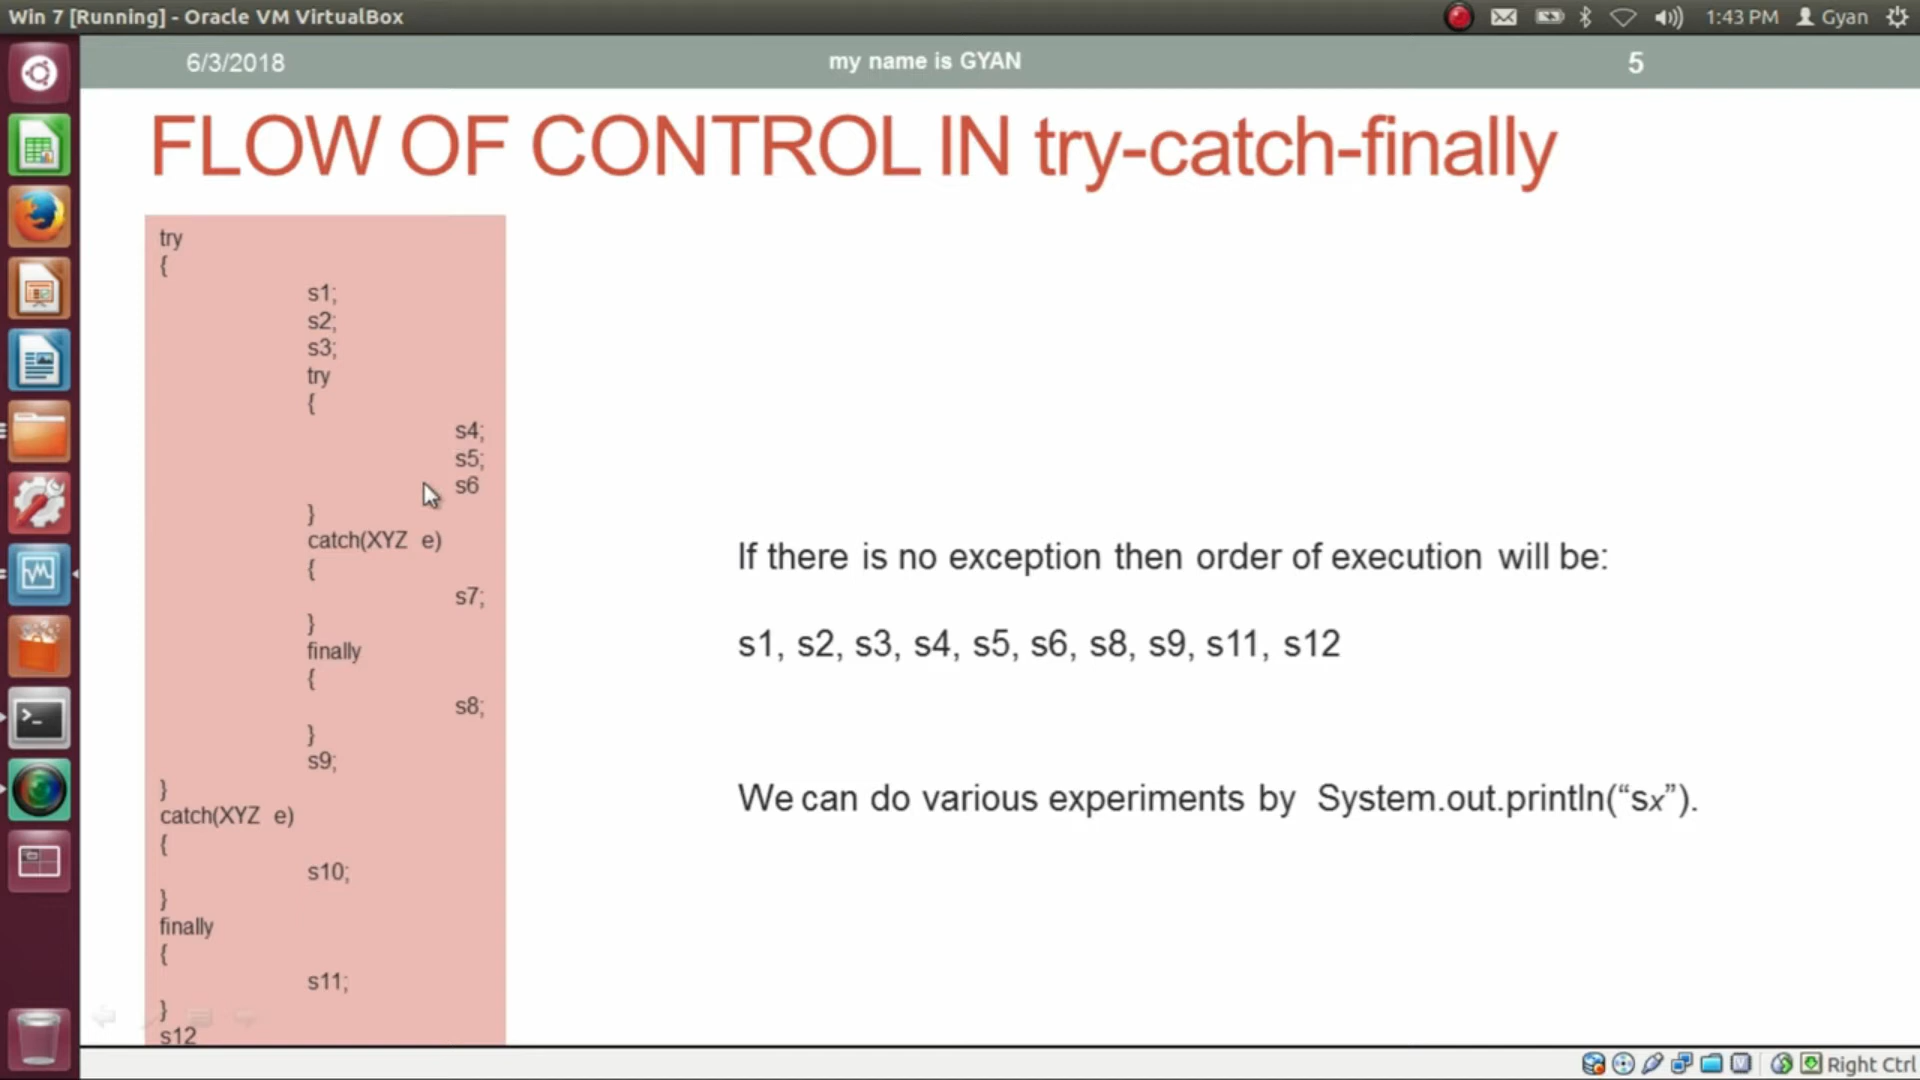 Win 7 [Running] - Oracle VM VirtualBox
1:43 PM Gyan
6/3/2018
my name is GYAN
5
FLOW OF CONTROL IN try-catch-finally
try
{
s1;
s2;
s3;
try
{
s4;
s5;
s6
}
catch(XYZ e)
{
s7;
}
finally
{
s8;
}
s9;
}
catch(XYZ e)
{
s10;
}
finally
{
s11;
}
s12
If there is no exception then order of execution will be:
s1, s2, s3, s4, s5, s6, s8, s9, s11, s12
We can do various experiments by System.out.println(“sx”).
Right Ctrl